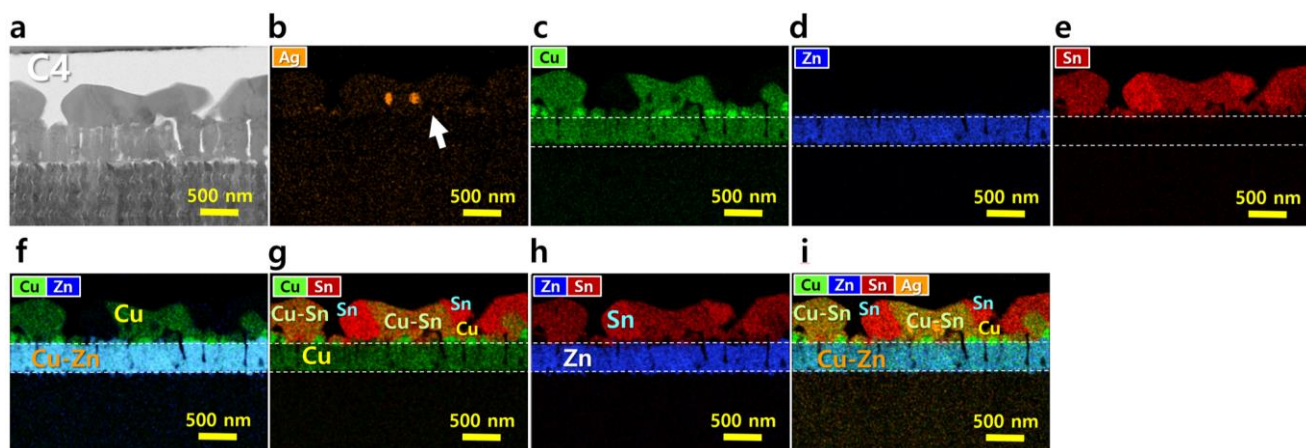 a b c d e
C4 Ag Cu Zn Sn
500 nm 500 nm 500 nm 500 nm 500 nm
f g h i
Cu Zn Cu Sn Zn Sn Cu Zn Sn Ag
Cu Cu-Sn Sn Cu-Sn Sn Cu Sn Cu-Sn Sn Cu-Sn Sn Cu
Cu-Zn Cu Zn Cu-Zn
500 nm 500 nm 500 nm 500 nm